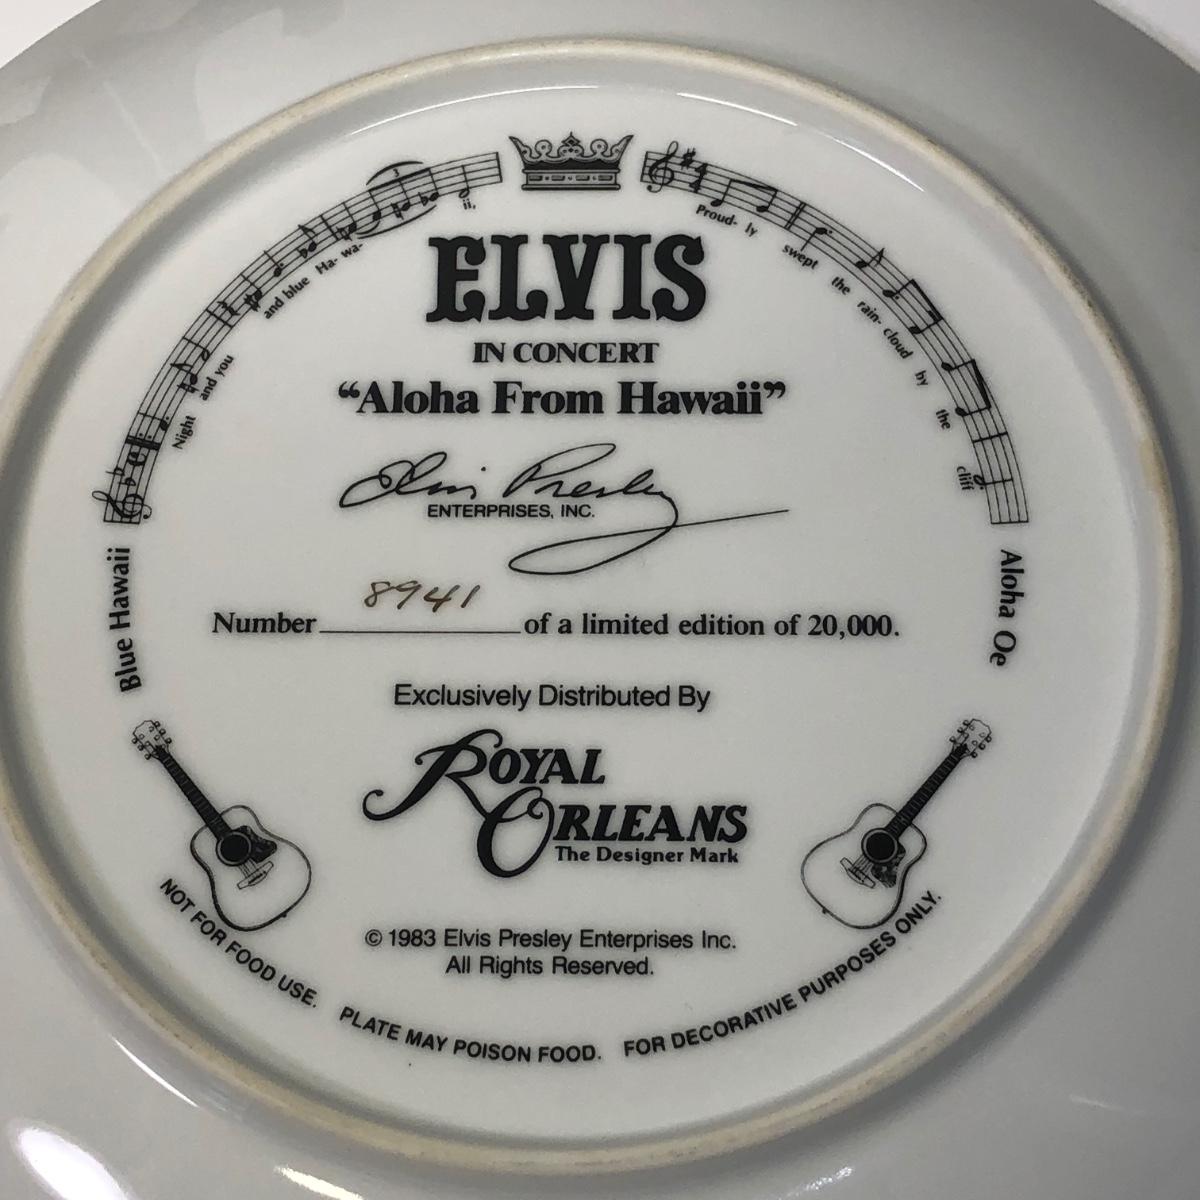 Night and you and blue Ha- wa- ii,
Proud- ly swept the rain- cloud by the cliff
ELVIS
IN CONCERT
“Aloha From Hawaii”
Elvis Presley
ENTERPRISES, INC.
Blue Hawaii
Aloha Oe
8941
Number __________ of a limited edition of 20,000.
Exclusively Distributed By
ROYAL
ORLEANS
The Designer Mark
© 1983 Elvis Presley Enterprises Inc.
All Rights Reserved.
NOT FOR FOOD USE. PLATE MAY POISON FOOD. FOR DECORATIVE PURPOSES ONLY.